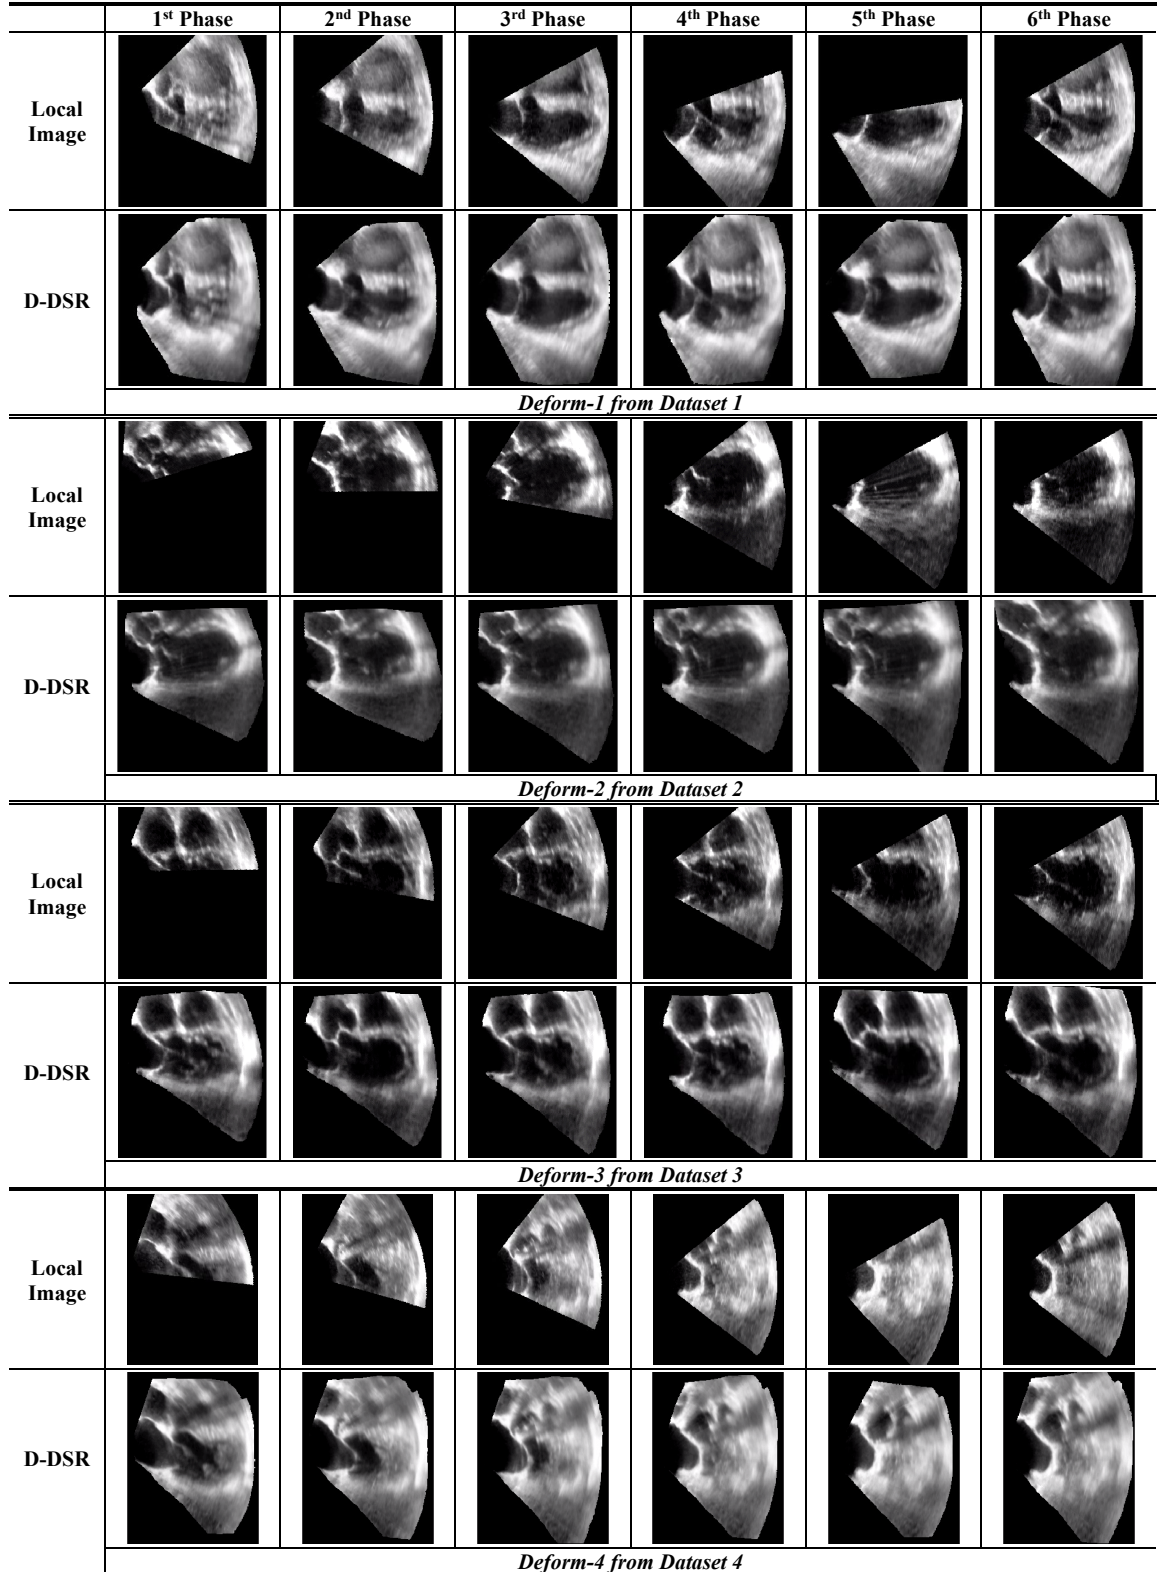 1st Phase 2nd Phase 3rd Phase 4th Phase 5th Phase 6th Phase
Local
Image
D-DSR
Deform-1 from Dataset 1
Local
Image
D-DSR
Deform-2 from Dataset 2
Local
Image
D-DSR
Deform-3 from Dataset 3
Local
Image
D-DSR
Deform-4 from Dataset 4